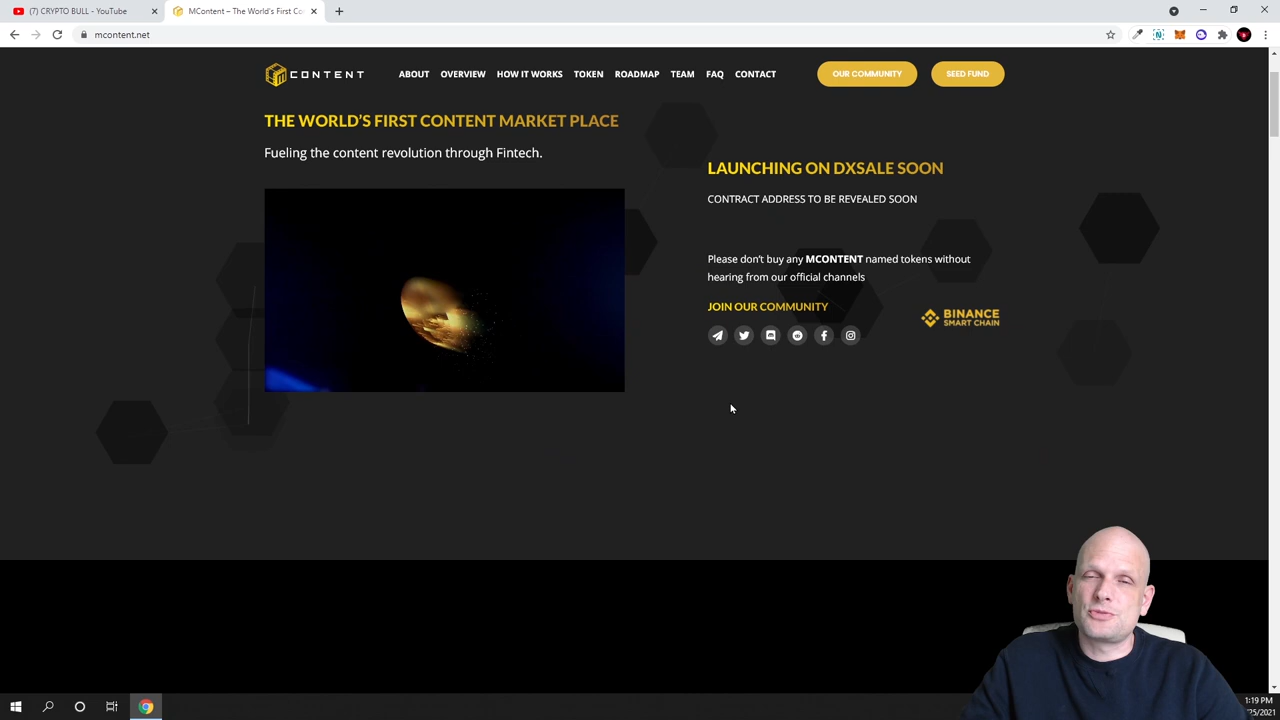 (7) CRYPTO BULL - YouTube
MContent – The World's First Co
mcontent.net
CONTENT
ABOUT
OVERVIEW
HOW IT WORKS
TOKEN
ROADMAP
TEAM
FAQ
CONTACT
OUR COMMUNITY
SEED FUND
THE WORLD'S FIRST CONTENT MARKET PLACE
Fueling the content revolution through Fintech.
LAUNCHING ON DXSALE SOON
CONTRACT ADDRESS TO BE REVEALED SOON
Please don't buy any MCONTENT named tokens without
hearing from our official channels
JOIN OUR COMMUNITY
BINANCE
SMART CHAIN
1:19 PM
/25/2021